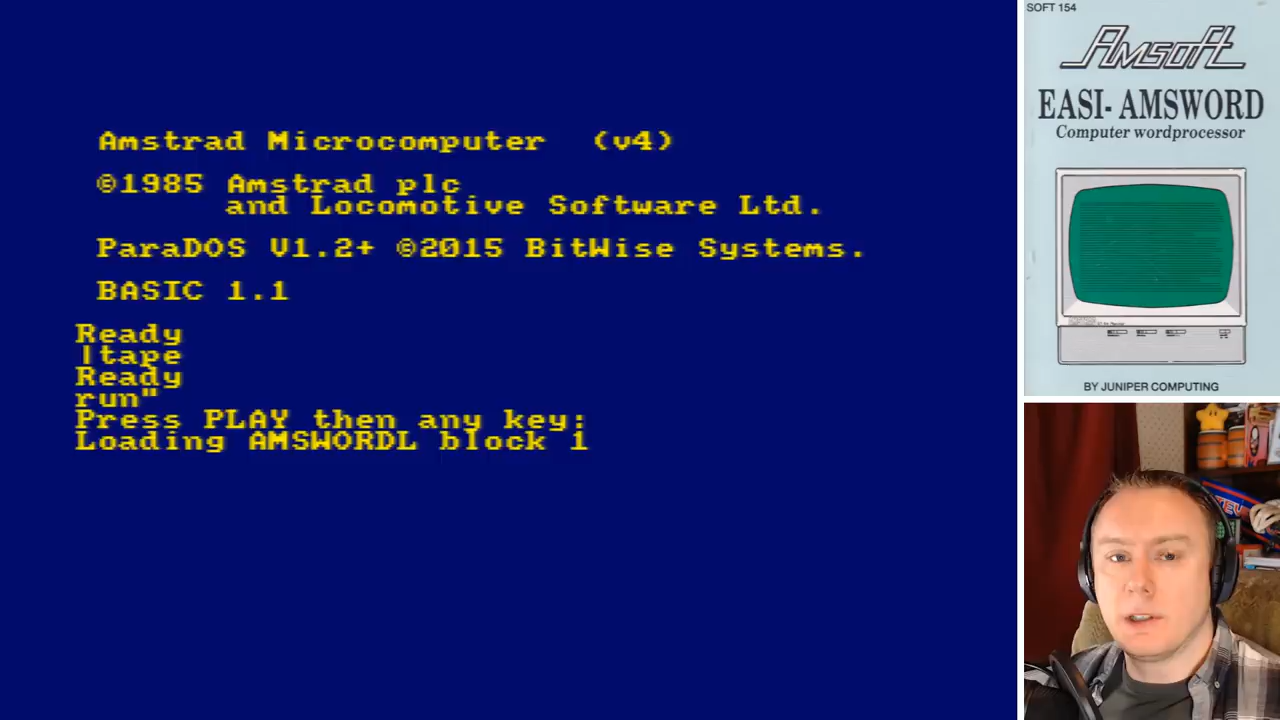 Amstrad Microcomputer (v4)
©1985 Amstrad plc
and Locomotive Software Ltd.
ParaDOS V1.2+ ©2015 BitWise Systems.
BASIC 1.1
Ready
|tape
Ready
run"
Press PLAY then any key:
Loading AMSWORDL block 1
SOFT 154
Amsoft
EASI-AMSWORD
Computer wordprocessor
BY JUNIPER COMPUTING